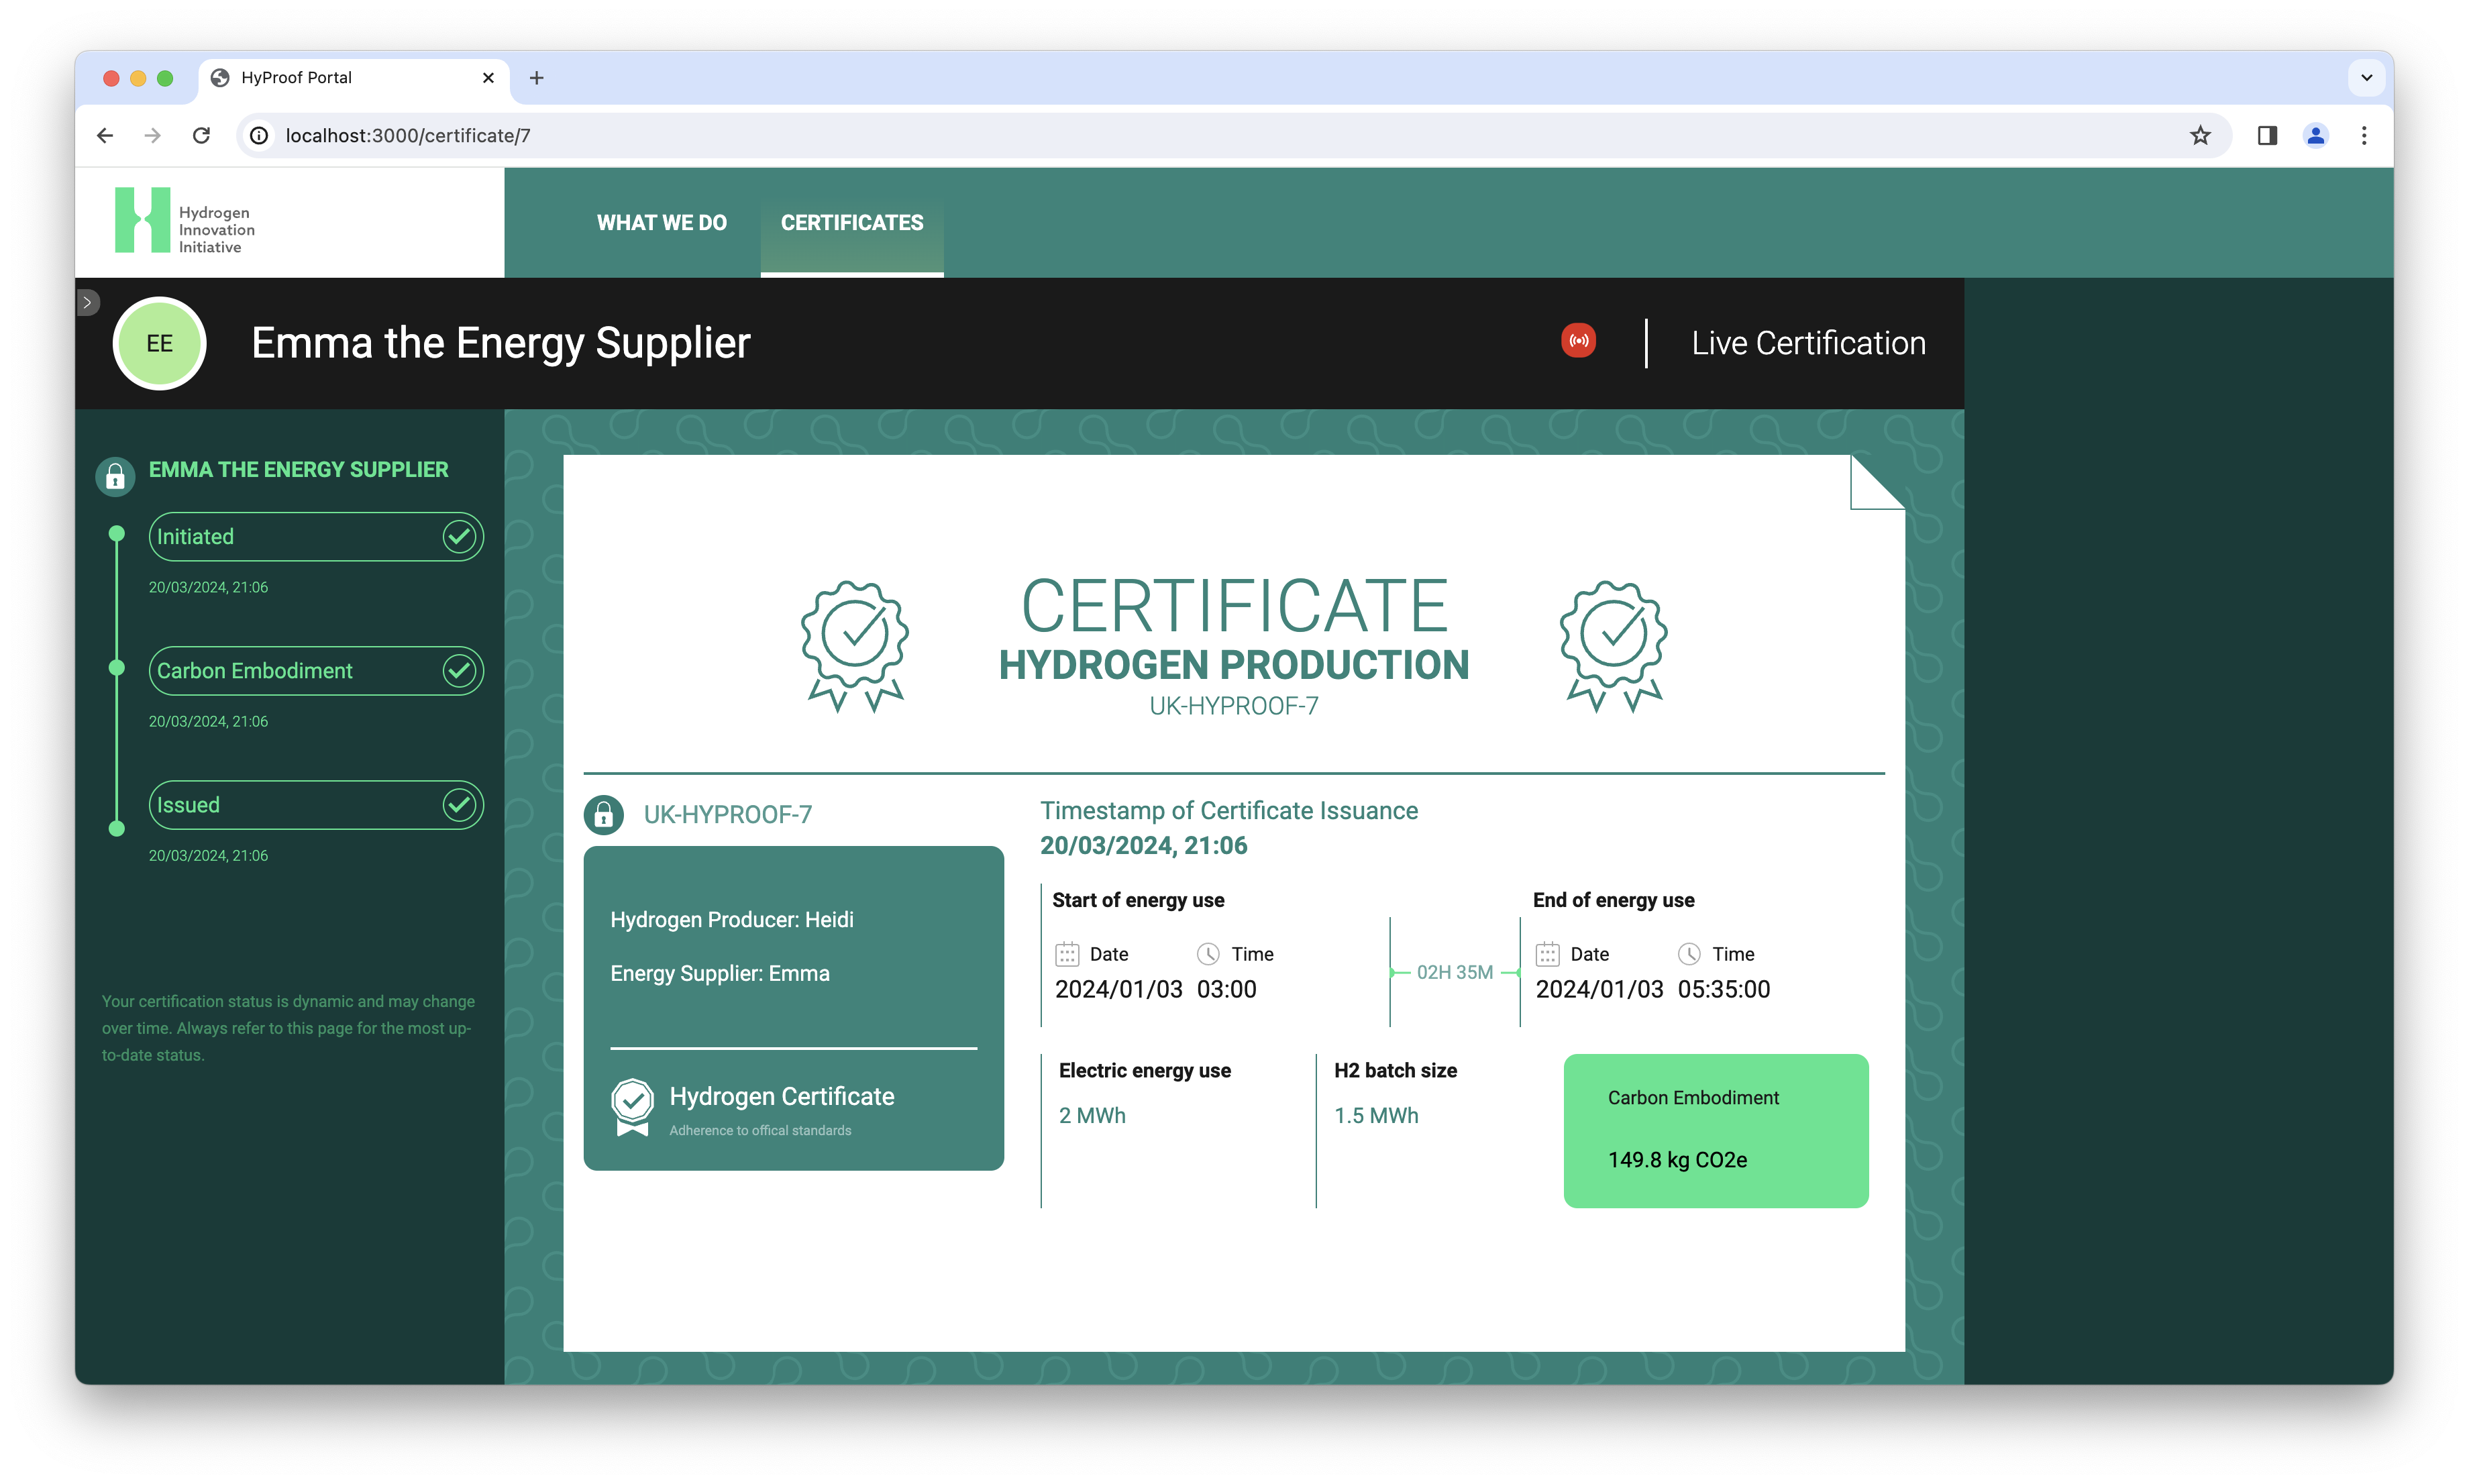 HyProof Portal
localhost:3000/certificate/7
Hydrogen
Innovation
Initiative
WHAT WE DO
CERTIFICATES
EE
Emma the Energy Supplier
Live Certification
EMMA THE ENERGY SUPPLIER
Initiated
20/03/2024, 21:06
Carbon Embodiment
20/03/2024, 21:06
Issued
20/03/2024, 21:06
Your certification status is dynamic and may change
over time. Always refer to this page for the most up-
to-date status.
CERTIFICATE
HYDROGEN PRODUCTION
UK-HYPROOF-7
UK-HYPROOF-7
Hydrogen Producer: Heidi
Energy Supplier: Emma
Hydrogen Certificate
Adherence to offical standards
Timestamp of Certificate Issuance
20/03/2024, 21:06
Start of energy use
Date Time
2024/01/03 03:00
02H 35M
End of energy use
Date Time
2024/01/03 05:35:00
Electric energy use
2 MWh
H2 batch size
1.5 MWh
Carbon Embodiment
149.8 kg CO2e